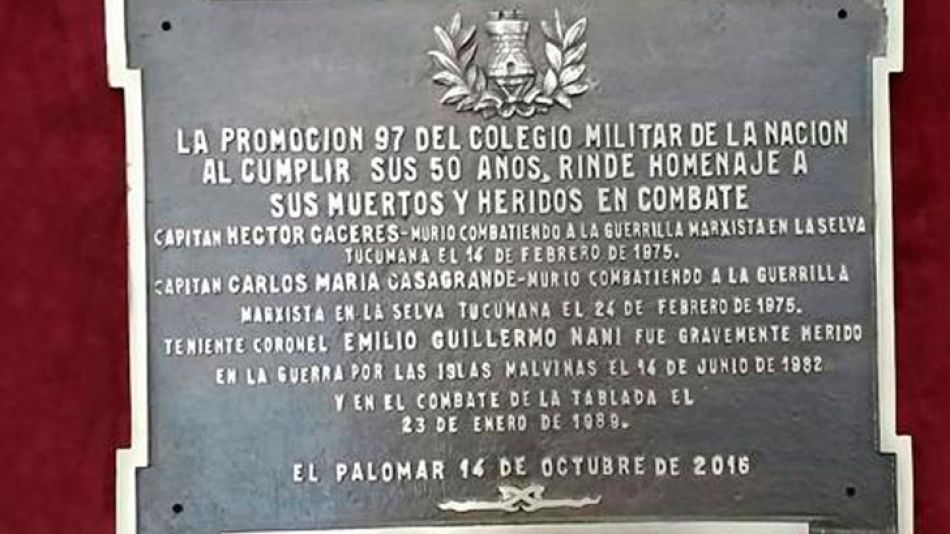 LA PROMOCION 97 DEL COLEGIO MILITAR DE LA NACION
AL CUMPLIR SUS 50 ANOS, RINDE HOMENAJE A
SUS MUERTOS Y HERIDOS EN COMBATE
CAPITAN HECTOR CACERES-MURIO COMBATIENDO A LA GUERRILLA MARXISTA EN LA SELVA
TUCUMANA EL 14 DE FEBRERO DE 1975.
CAPITAN CARLOS MARIA CASAGRANDE-MURIO COMBATIENDO A LA GUERRILLA
MARXISTA EN LA SELVA TUCUMANA EL 24 DE FEBRERO DE 1975.
TENIENTE CORONEL EMILIO GUILLERMO NANI FUE GRAVEMENTE HERIDO
EN LA GUERRA POR LAS ISLAS MALVINAS EL 14 DE JUNIO DE 1982
Y EN EL COMBATE DE LA TABLADA EL
23 DE ENERO DE 1989.
EL PALOMAR 14 DE OCTUBRE DE 2016